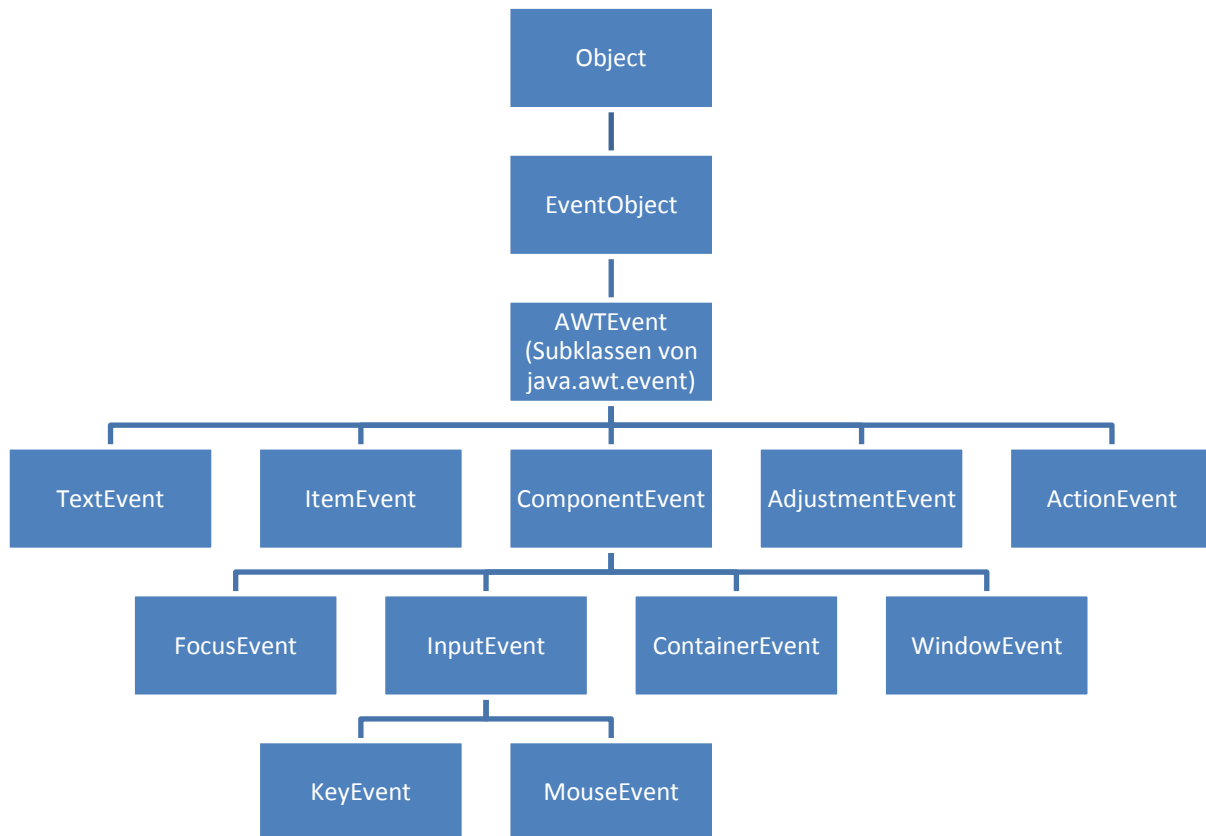 Object
EventObject
AWTEvent
(Subklassen von
java.awt.event)
TextEvent
ItemEvent
ComponentEvent
AdjustmentEvent
ActionEvent
FocusEvent
InputEvent
ContainerEvent
WindowEvent
KeyEvent
MouseEvent